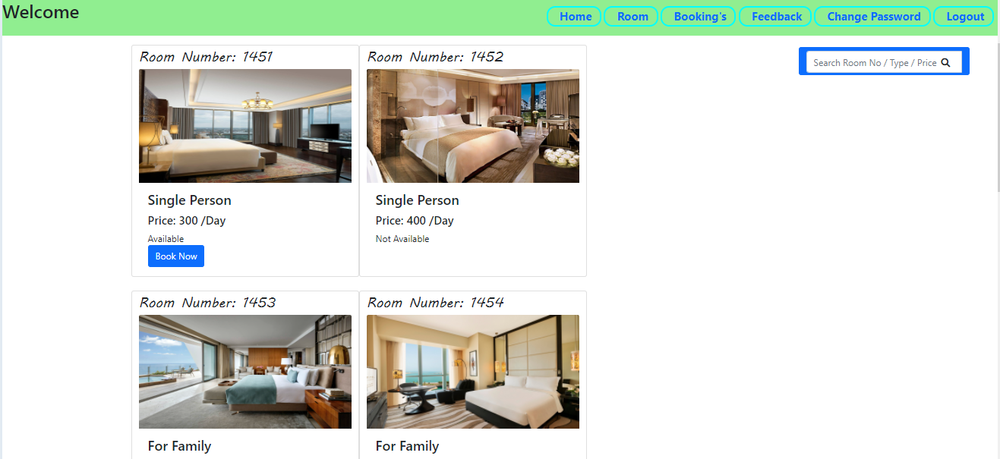 Welcome
Home Room Booking's Feedback Change Password Logout
Search Room No / Type / Price
Room Number: 1451
Single Person
Price: 300 /Day
Available
Book Now
Room Number: 1452
Single Person
Price: 400 /Day
Not Available
Room Number: 1453
For Family
Room Number: 1454
For Family